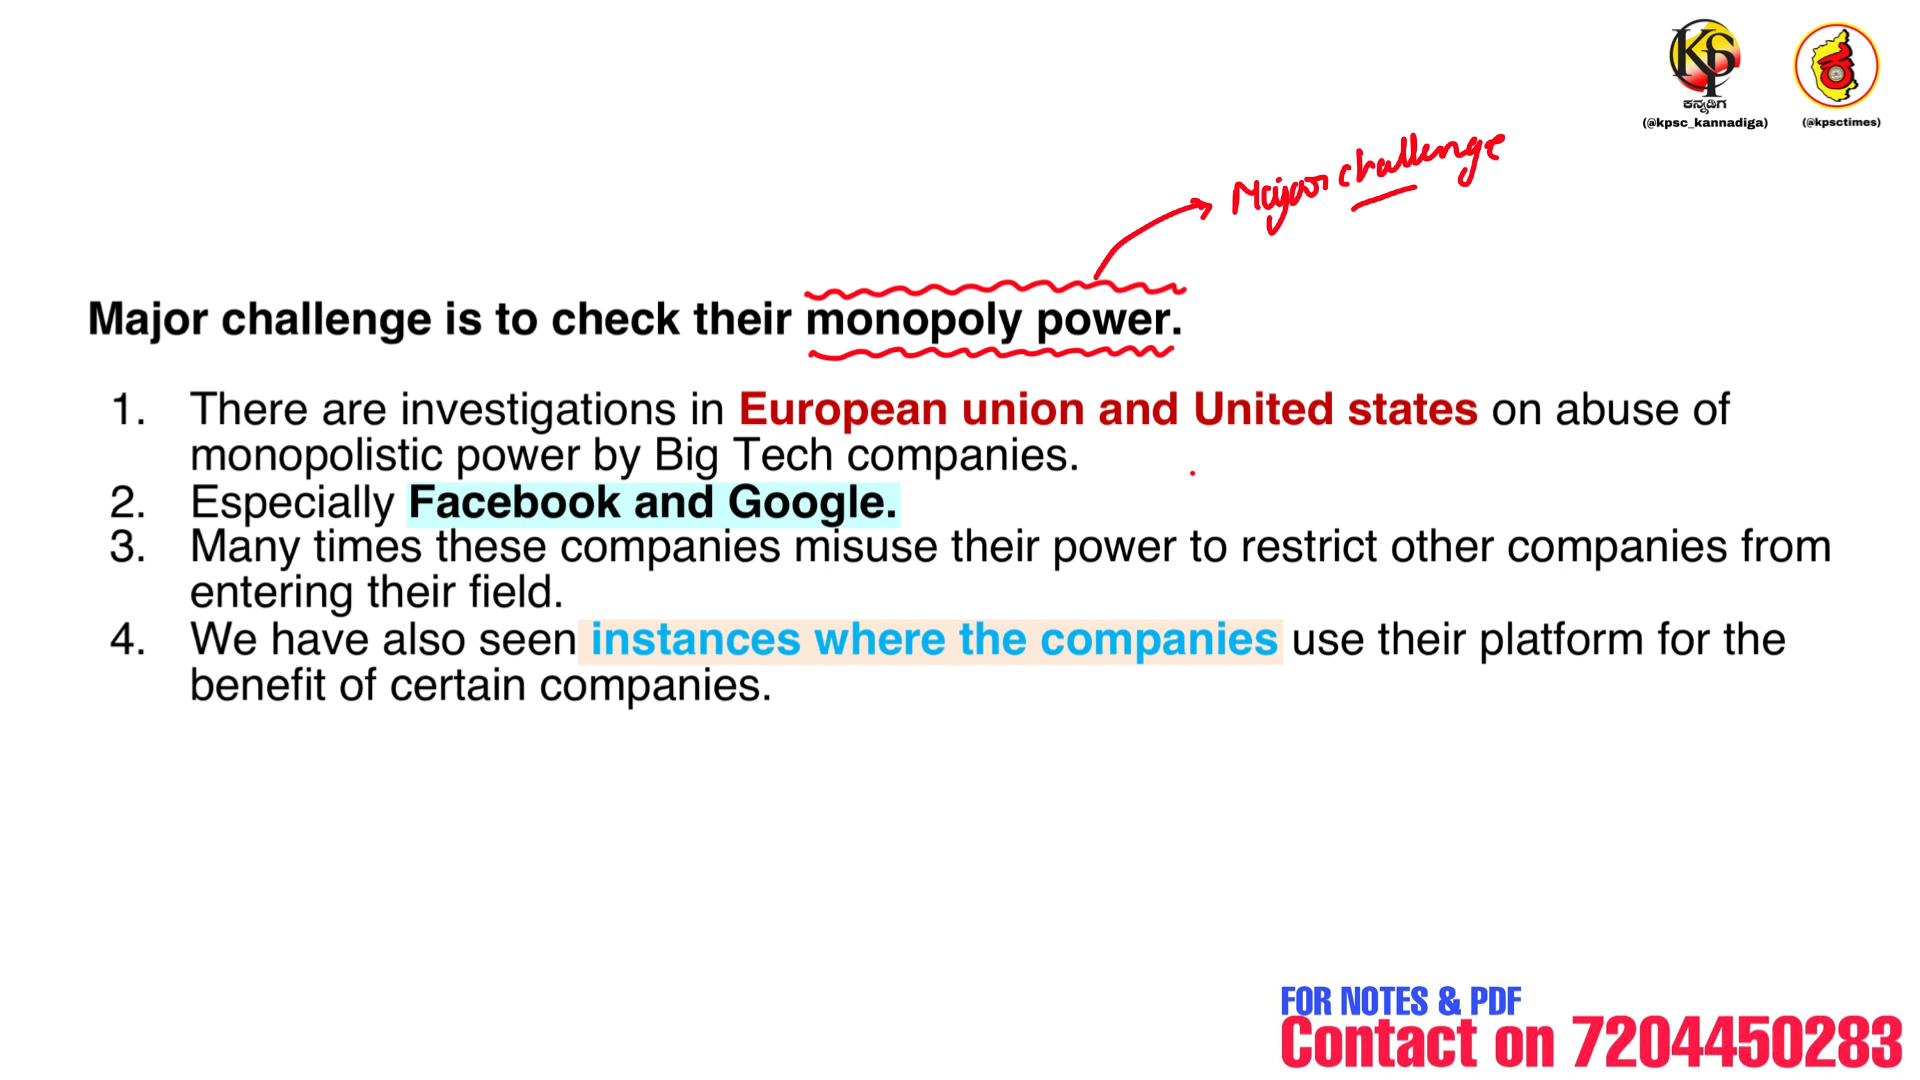 ಕನ್ನಡಿಗ
(@kpsc_kannadiga)
(@kpsctimes)
Major challenge
Major challenge is to check their monopoly power.
1. There are investigations in European union and United states on abuse of
monopolistic power by Big Tech companies.
2. Especially Facebook and Google.
3. Many times these companies misuse their power to restrict other companies from
entering their field.
4. We have also seen instances where the companies use their platform for the
benefit of certain companies.
FOR NOTES & PDF
Contact on 7204450283